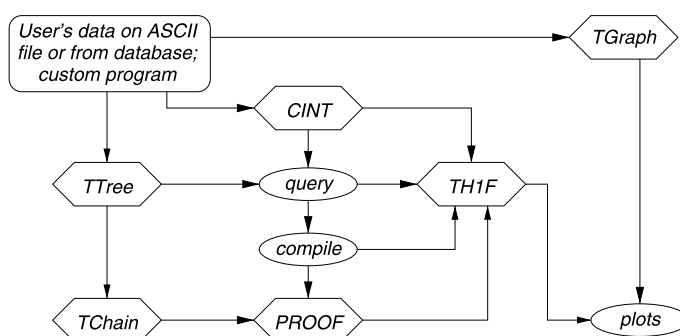 User's data on ASCII
file or from database;
custom program
TGraph
CINT
TTree
query
TH1F
compile
TChain
PROOF
plots